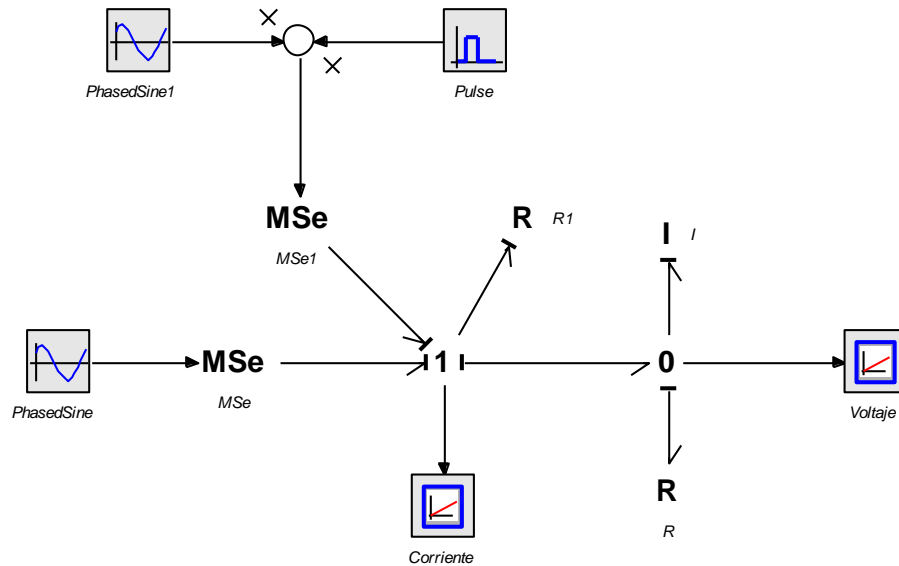 PhasedSine1
Pulse
MSe
MSe1
R R1
I I
PhasedSine
MSe
MSe
1
0
Voltaje
R
R
Corriente